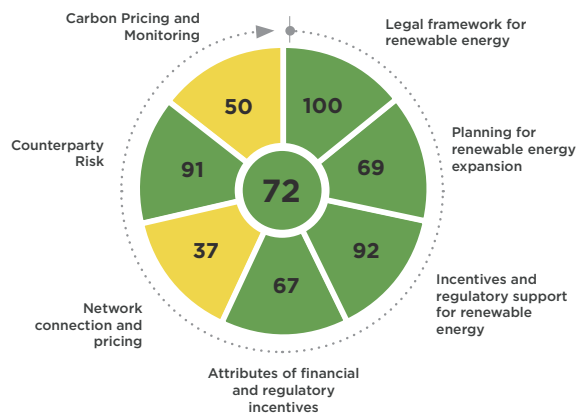 Carbon Pricing and
Monitoring
Legal framework for
renewable energy
50
100
Counterparty
Risk
91
72
69
Planning for
renewable energy
expansion
37
67
92
Network
connection and
pricing
Incentives and
regulatory support
for renewable
energy
Attributes of financial
and regulatory
incentives